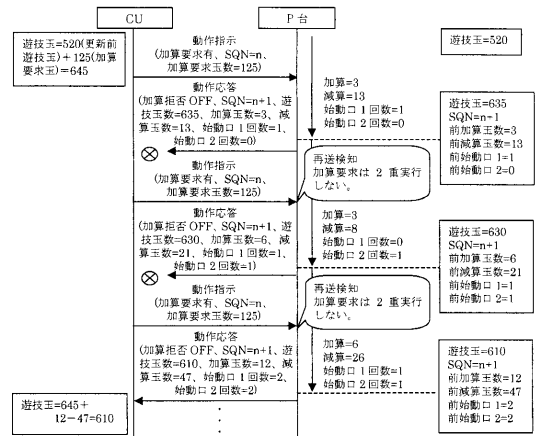 CU
P台
遊技玉=520(更新前
遊技玉)+125(加算
要求玉)=645
動作指示
(加算要求有、SQN=n、
加算要求玉数=125)
遊技玉=520
加算=3
減算=13
始動口1回数=1
始動口2回数=0
動作応答
(加算拒否OFF、SQN=n+1、遊
技玉数=635、加算玉数=3、減
算玉数=13、始動口1回数=1、
始動口2回数=0)
遊技玉=635
SQN=n+1
前加算玉数=3
前減算玉数=13
前始動口1=1
前始動口2=0
動作指示
(加算要求有、SQN=n、
加算要求玉数=125)
再送検知
加算要求は2重実行
しない。
加算=3
減算=8
始動口1回数=0
始動口2回数=1
動作応答
(加算拒否OFF、SQN=n+1、遊
技玉数=630、加算玉数=6、減
算玉数=21、始動口1回数=1、
始動口2回数=1)
遊技玉=630
SQN=n+1
前加算玉数=6
前減算玉数=21
前始動口1=1
前始動口2=1
動作指示
(加算要求有、SQN=n、
加算要求玉数=125)
再送検知
加算要求は2重実行
しない。
加算=6
減算=26
始動口1回数=1
始動口2回数=1
動作応答
(加算拒否OFF、SQN=n+1、遊
技玉数=610、加算玉数=12、減
算玉数=47、始動口1回数=2、
始動口2回数=2)
遊技玉=610
SQN=n+1
前加算玉数=12
前減算玉数=47
前始動口1=2
前始動口2=2
遊技玉=645+
12-47=610